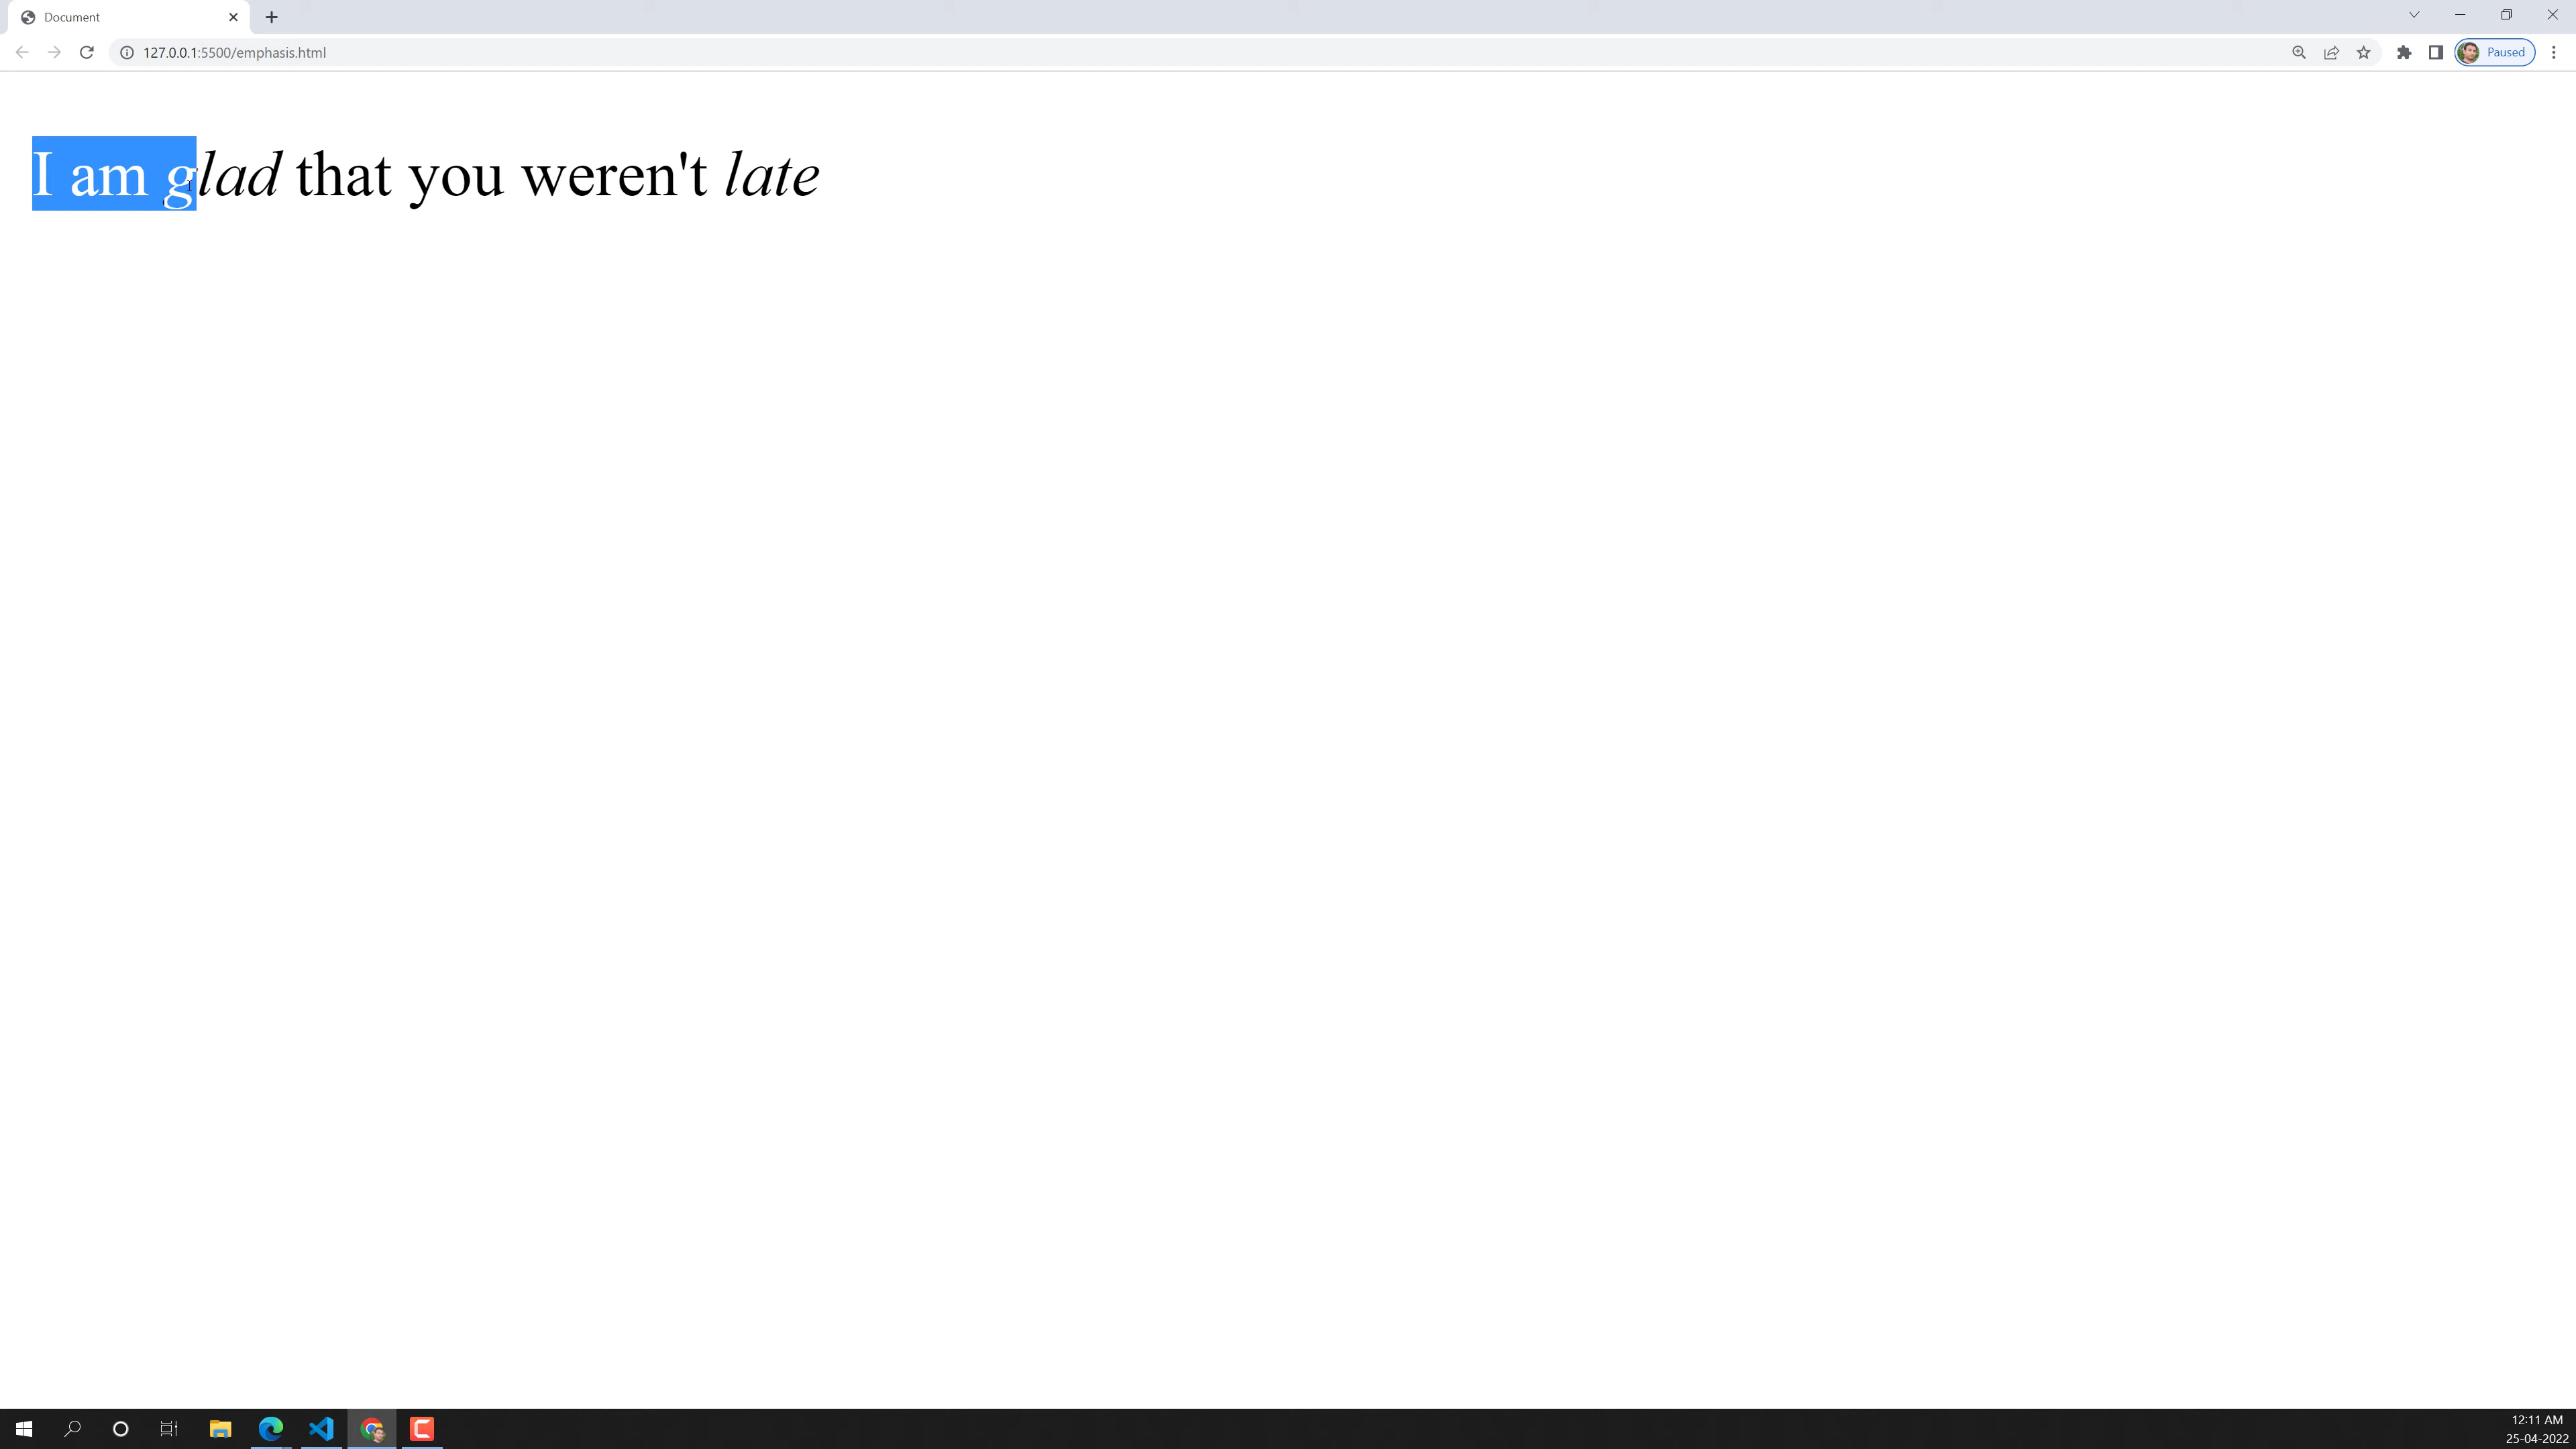 Document
127.0.0.1:5500/emphasis.html
Paused
I am glad that you weren't late
12:11 AM
25-04-2022